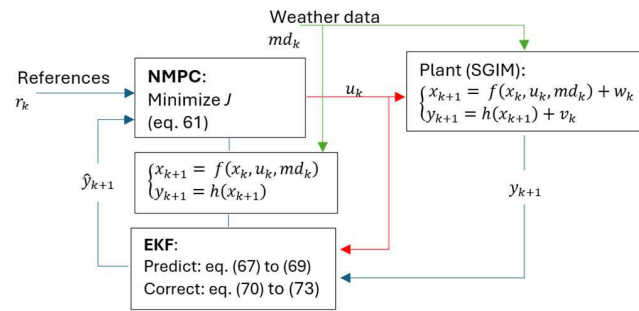 Weather data
md_k
References
r_k
NMPC:
Minimize J
(eq. 61)
u_k
Plant (SGIM):
{x_{k+1} = f(x_k, u_k, md_k) + w_k
y_{k+1} = h(x_{k+1}) + v_k
{x_{k+1} = f(x_k, u_k, md_k)
y_{k+1} = h(x_{k+1})
ŷ_{k+1}
y_{k+1}
EKF:
Predict: eq. (67) to (69)
Correct: eq. (70) to (73)